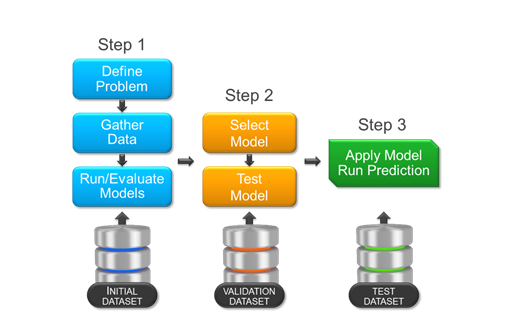 Step 1
Define
Problem
Gather
Data
Run/Evaluate
Models
Step 2
Select
Model
Test
Model
Step 3
Apply Model
Run Prediction
INITIAL
DATASET
VALIDATION
DATASET
TEST
DATASET